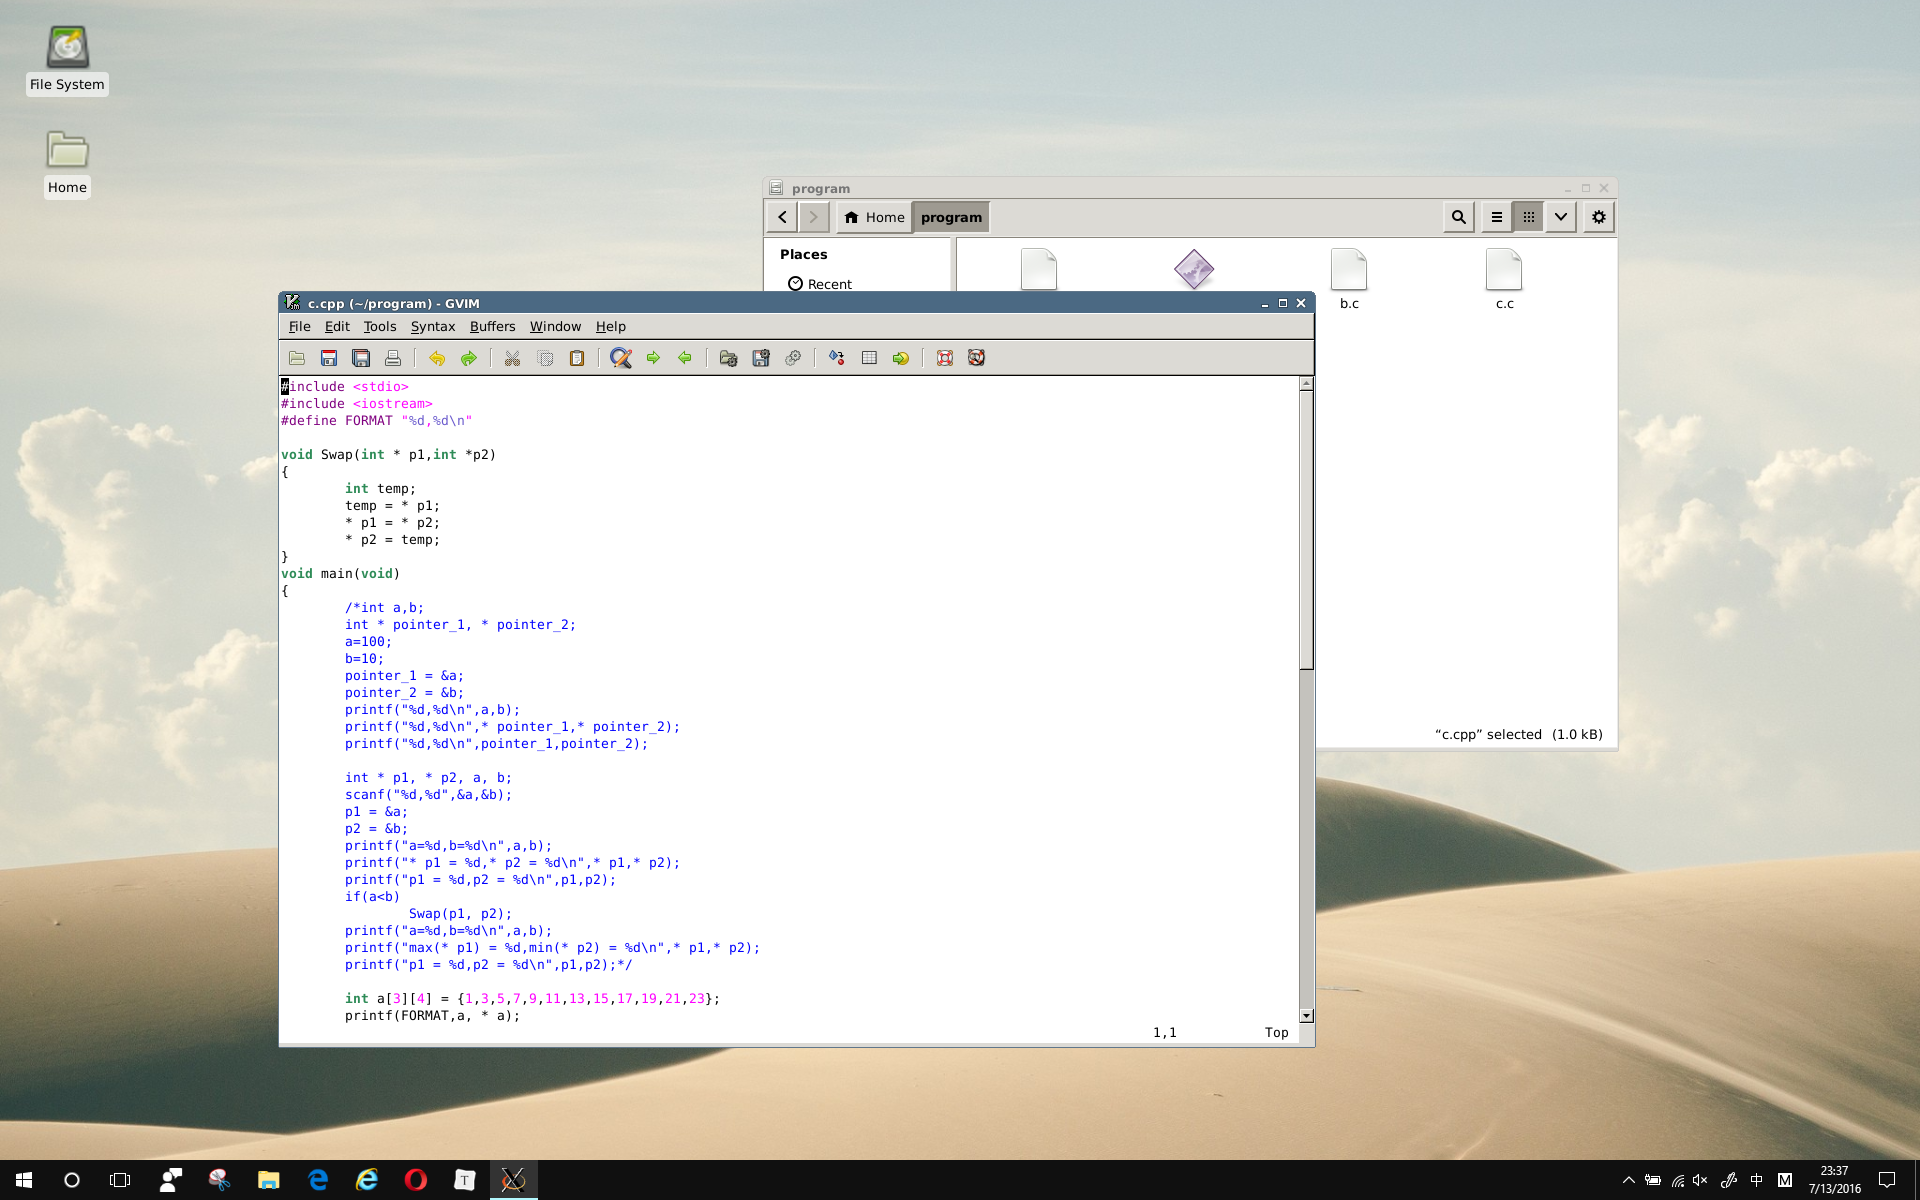 File System
Home
program
Home
program
Places
Recent
b.c
c.c
“c.cpp” selected (1.0 kB)
c.cpp (~/program) - GVIM
File Edit Tools Syntax Buffers Window Help
#include <stdio>
#include <iostream>
#define FORMAT "%d,%d\n"
void Swap(int * p1,int *p2)
{
int temp;
temp = * p1;
* p1 = * p2;
* p2 = temp;
}
void main(void)
{
/*int a,b;
int * pointer_1, * pointer_2;
a=100;
b=10;
pointer_1 = &a;
pointer_2 = &b;
printf("%d,%d\n",a,b);
printf("%d,%d\n",* pointer_1,* pointer_2);
printf("%d,%d\n",pointer_1,pointer_2);
int * p1, * p2, a, b;
scanf("%d,%d",&a,&b);
p1 = &a;
p2 = &b;
printf("a=%d,b=%d\n",a,b);
printf("* p1 = %d,* p2 = %d\n",* p1,* p2);
printf("p1 = %d,p2 = %d\n",p1,p2);
if(a<b)
Swap(p1, p2);
printf("a=%d,b=%d\n",a,b);
printf("max(* p1) = %d,min(* p2) = %d\n",* p1,* p2);
printf("p1 = %d,p2 = %d\n",p1,p2);*/
int a[3][4] = {1,3,5,7,9,11,13,15,17,19,21,23};
printf(FORMAT,a, * a);
1,1 Top
T
中 M
23:37
7/13/2016